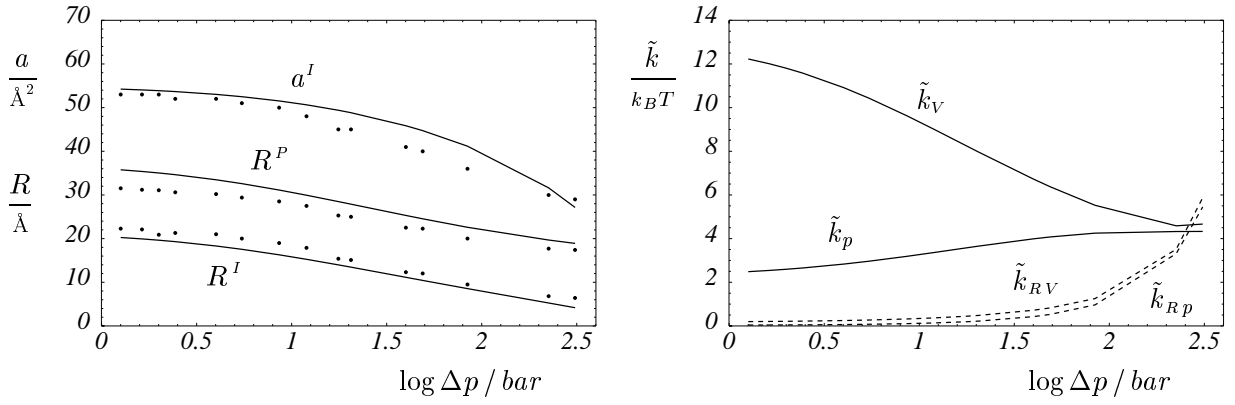 70
60
50
40
30
20
10
0
a
Å²
R
Å
a^I
R^P
R^I
0 0.5 1 1.5 2 2.5
log Δp / bar
14
12
10
8
6
4
2
0
k̃
k_B T
k̃_V
k̃_p
k̃_{RV}
k̃_{Rp}
0 0.5 1 1.5 2 2.5
log Δp / bar